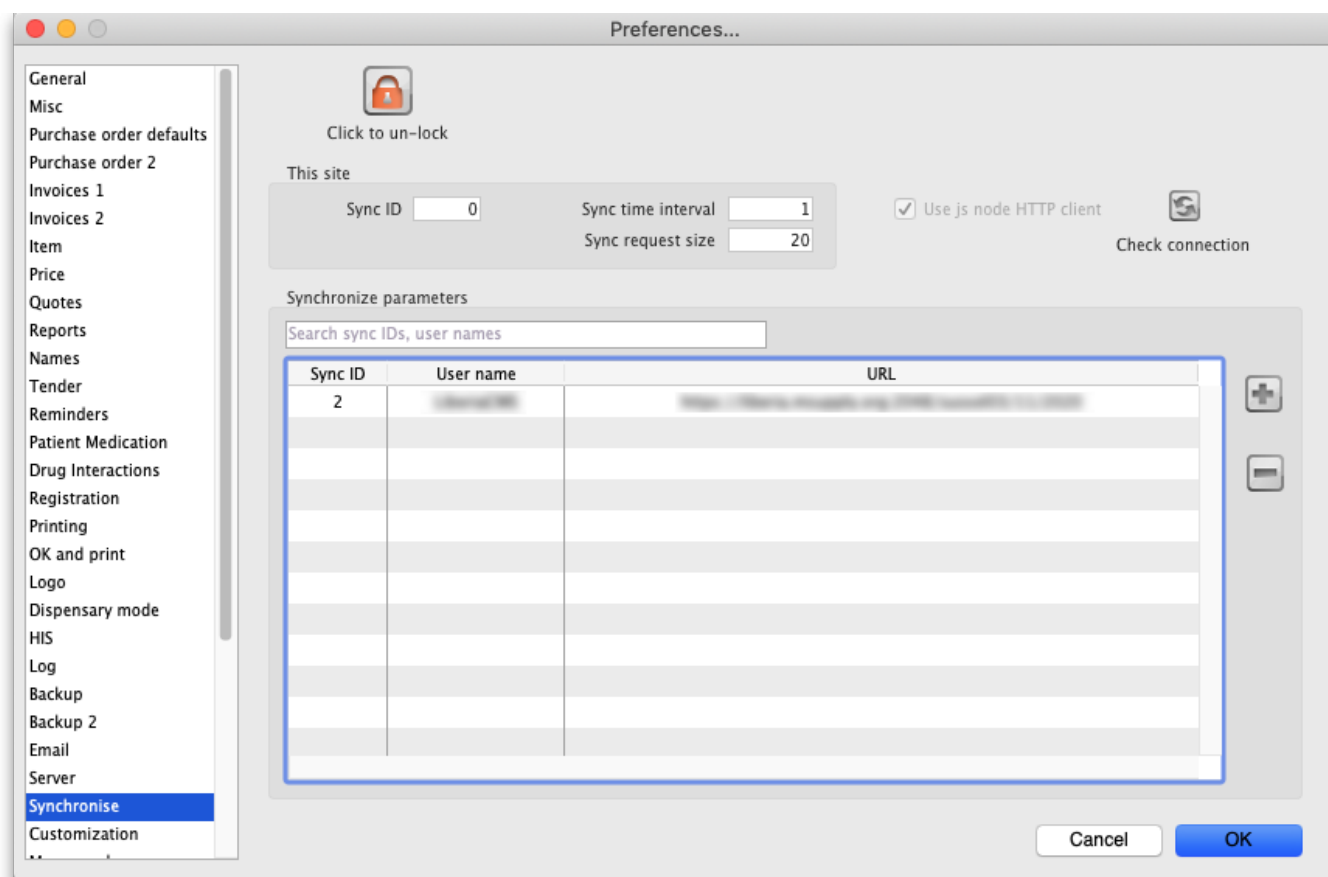 Preferences...
General
Misc
Purchase order defaults
Purchase order 2
Invoices 1
Invoices 2
Item
Price
Quotes
Reports
Names
Tender
Reminders
Patient Medication
Drug Interactions
Registration
Printing
OK and print
Logo
Dispensary mode
HIS
Log
Backup
Backup 2
Email
Server
Synchronise
Customization
Click to un-lock
This site
Sync ID 0 Sync time interval 1 Use js node HTTP client
Sync request size 20 Check connection
Synchronize parameters
Search sync IDs, user names
Sync ID User name URL
2
Cancel OK